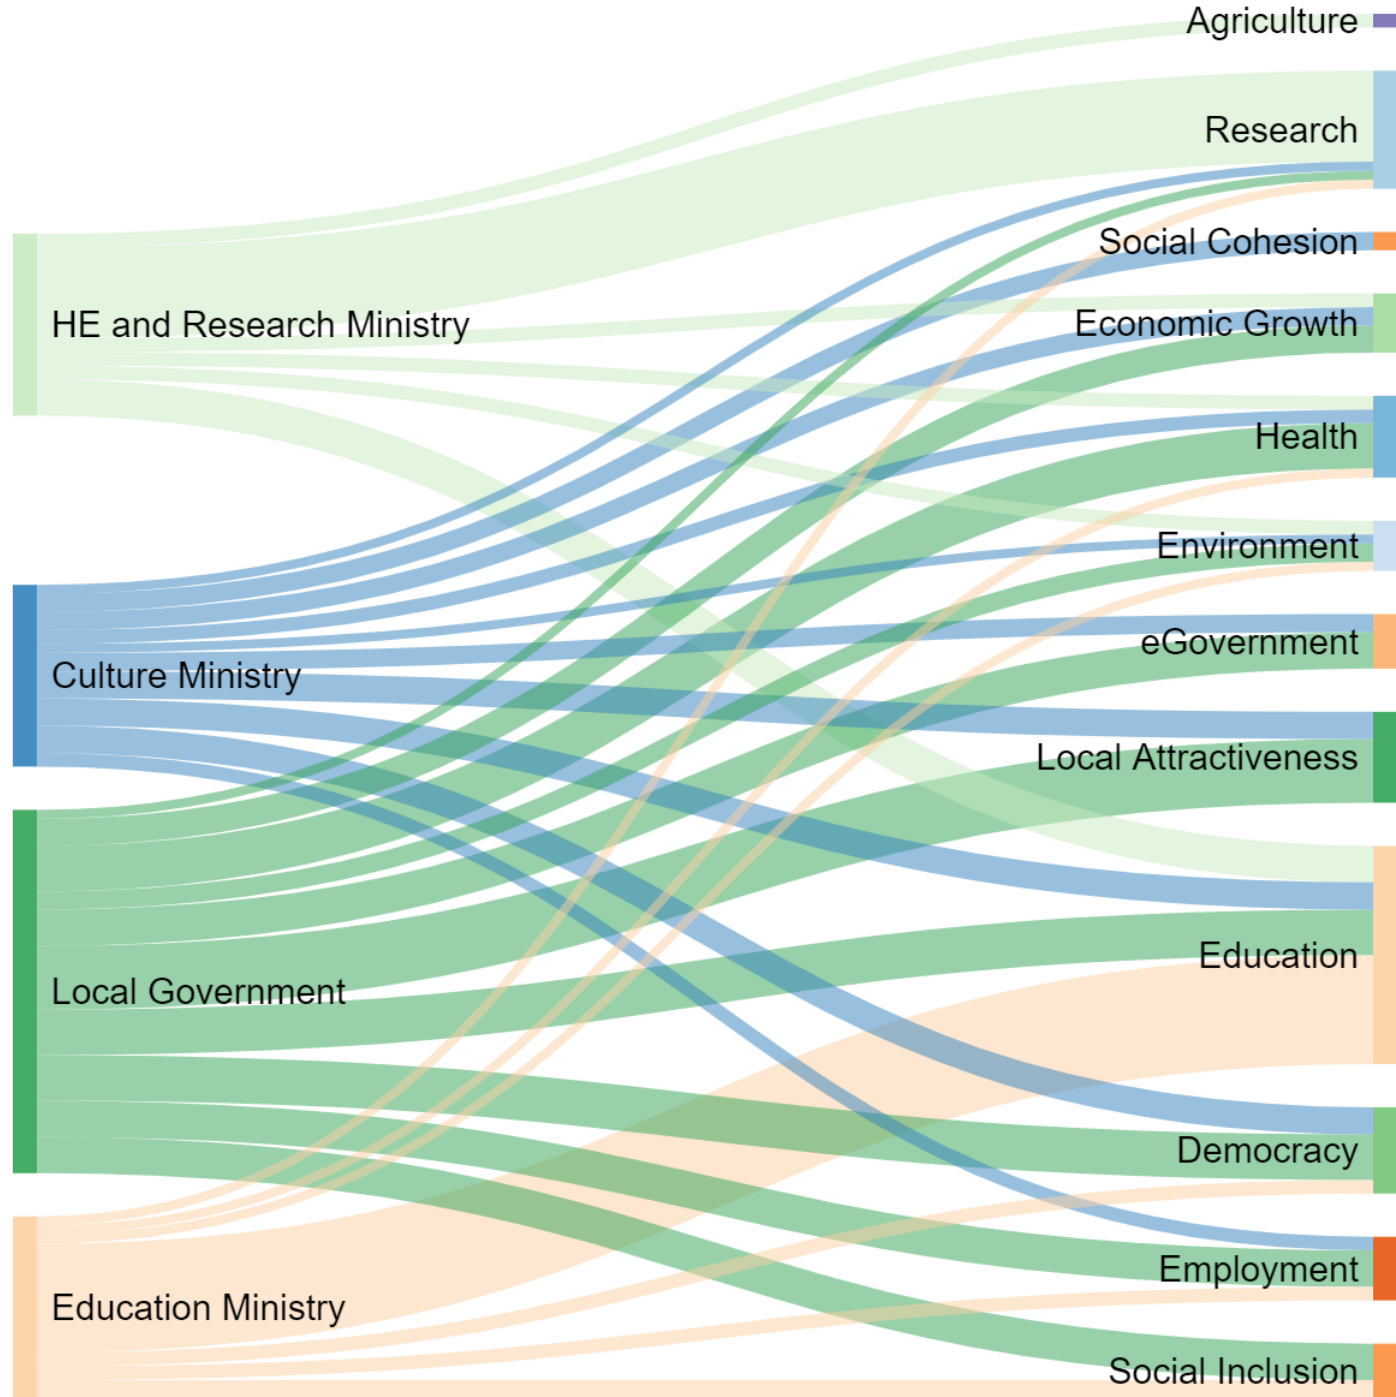 Agriculture
Research
Social Cohesion
HE and Research Ministry
Economic Growth
Health
Environment
eGovernment
Culture Ministry
Local Attractiveness
Education
Local Government
Democracy
Employment
Education Ministry
Social Inclusion